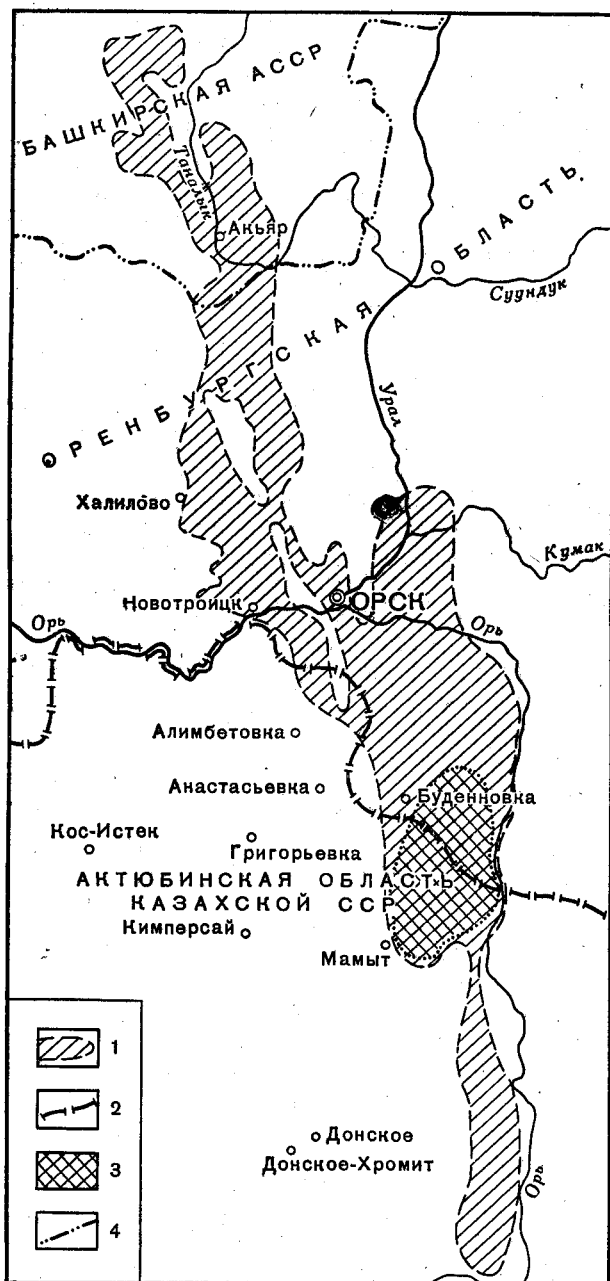 БАШКИРСКАЯ АССР
Таналык
Акьяр
ОРЕНБУРГСКАЯ ОБЛАСТЬ
Суундук
Урал
Халилово
Кумак
Новотроицк
ОРСК
Орь
Орь
Алимбетовка
Анастасьевка
Буденновка
Кос-Истек
Григорьевка
АКТЮБИНСКАЯ ОБЛАСТЬ
КАЗАХСКОЙ ССР
Кимперсай
Мамыт
Донское
Донское-Хромит
Орь
1
2
3
4